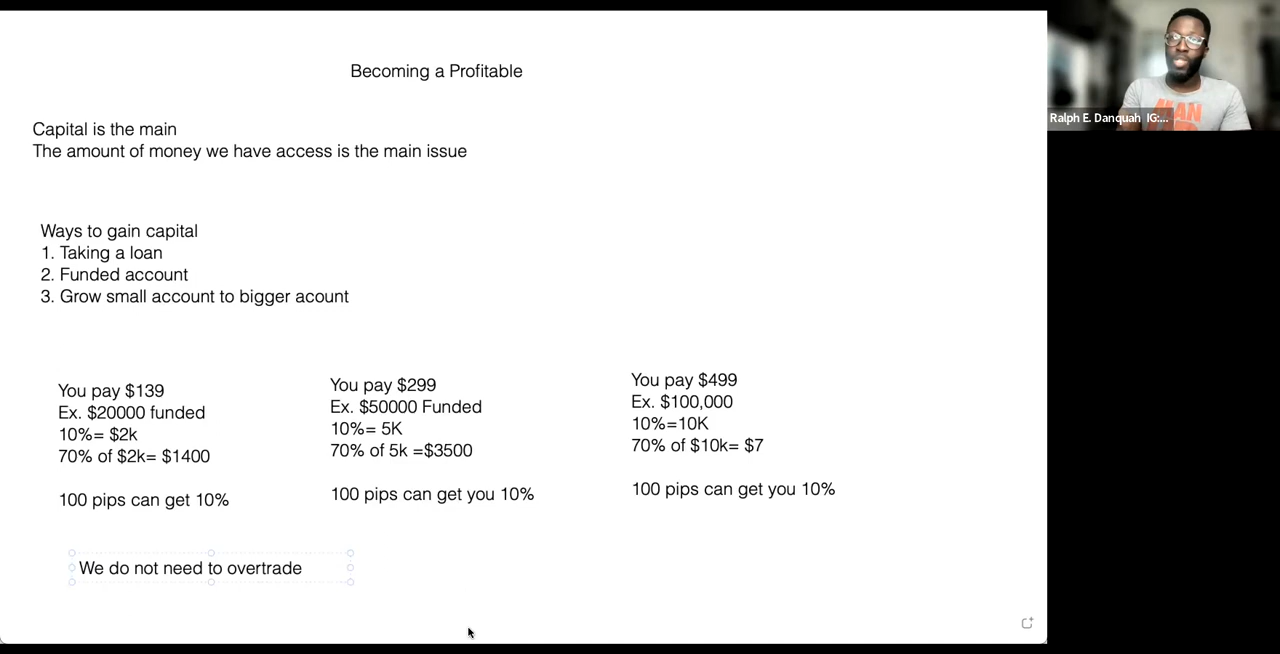 Becoming a Profitable
Capital is the main
The amount of money we have access is the main issue
Ways to gain capital
1. Taking a loan
2. Funded account
3. Grow small account to bigger acount
You pay $139
Ex. $20000 funded
10%= $2k
70% of $2k= $1400
100 pips can get 10%
You pay $299
Ex. $50000 Funded
10%= 5K
70% of 5k =$3500
100 pips can get you 10%
You pay $499
Ex. $100,000
10%=10K
70% of $10k= $7
100 pips can get you 10%
We do not need to overtrade
Ralph E. Danquah IG:...